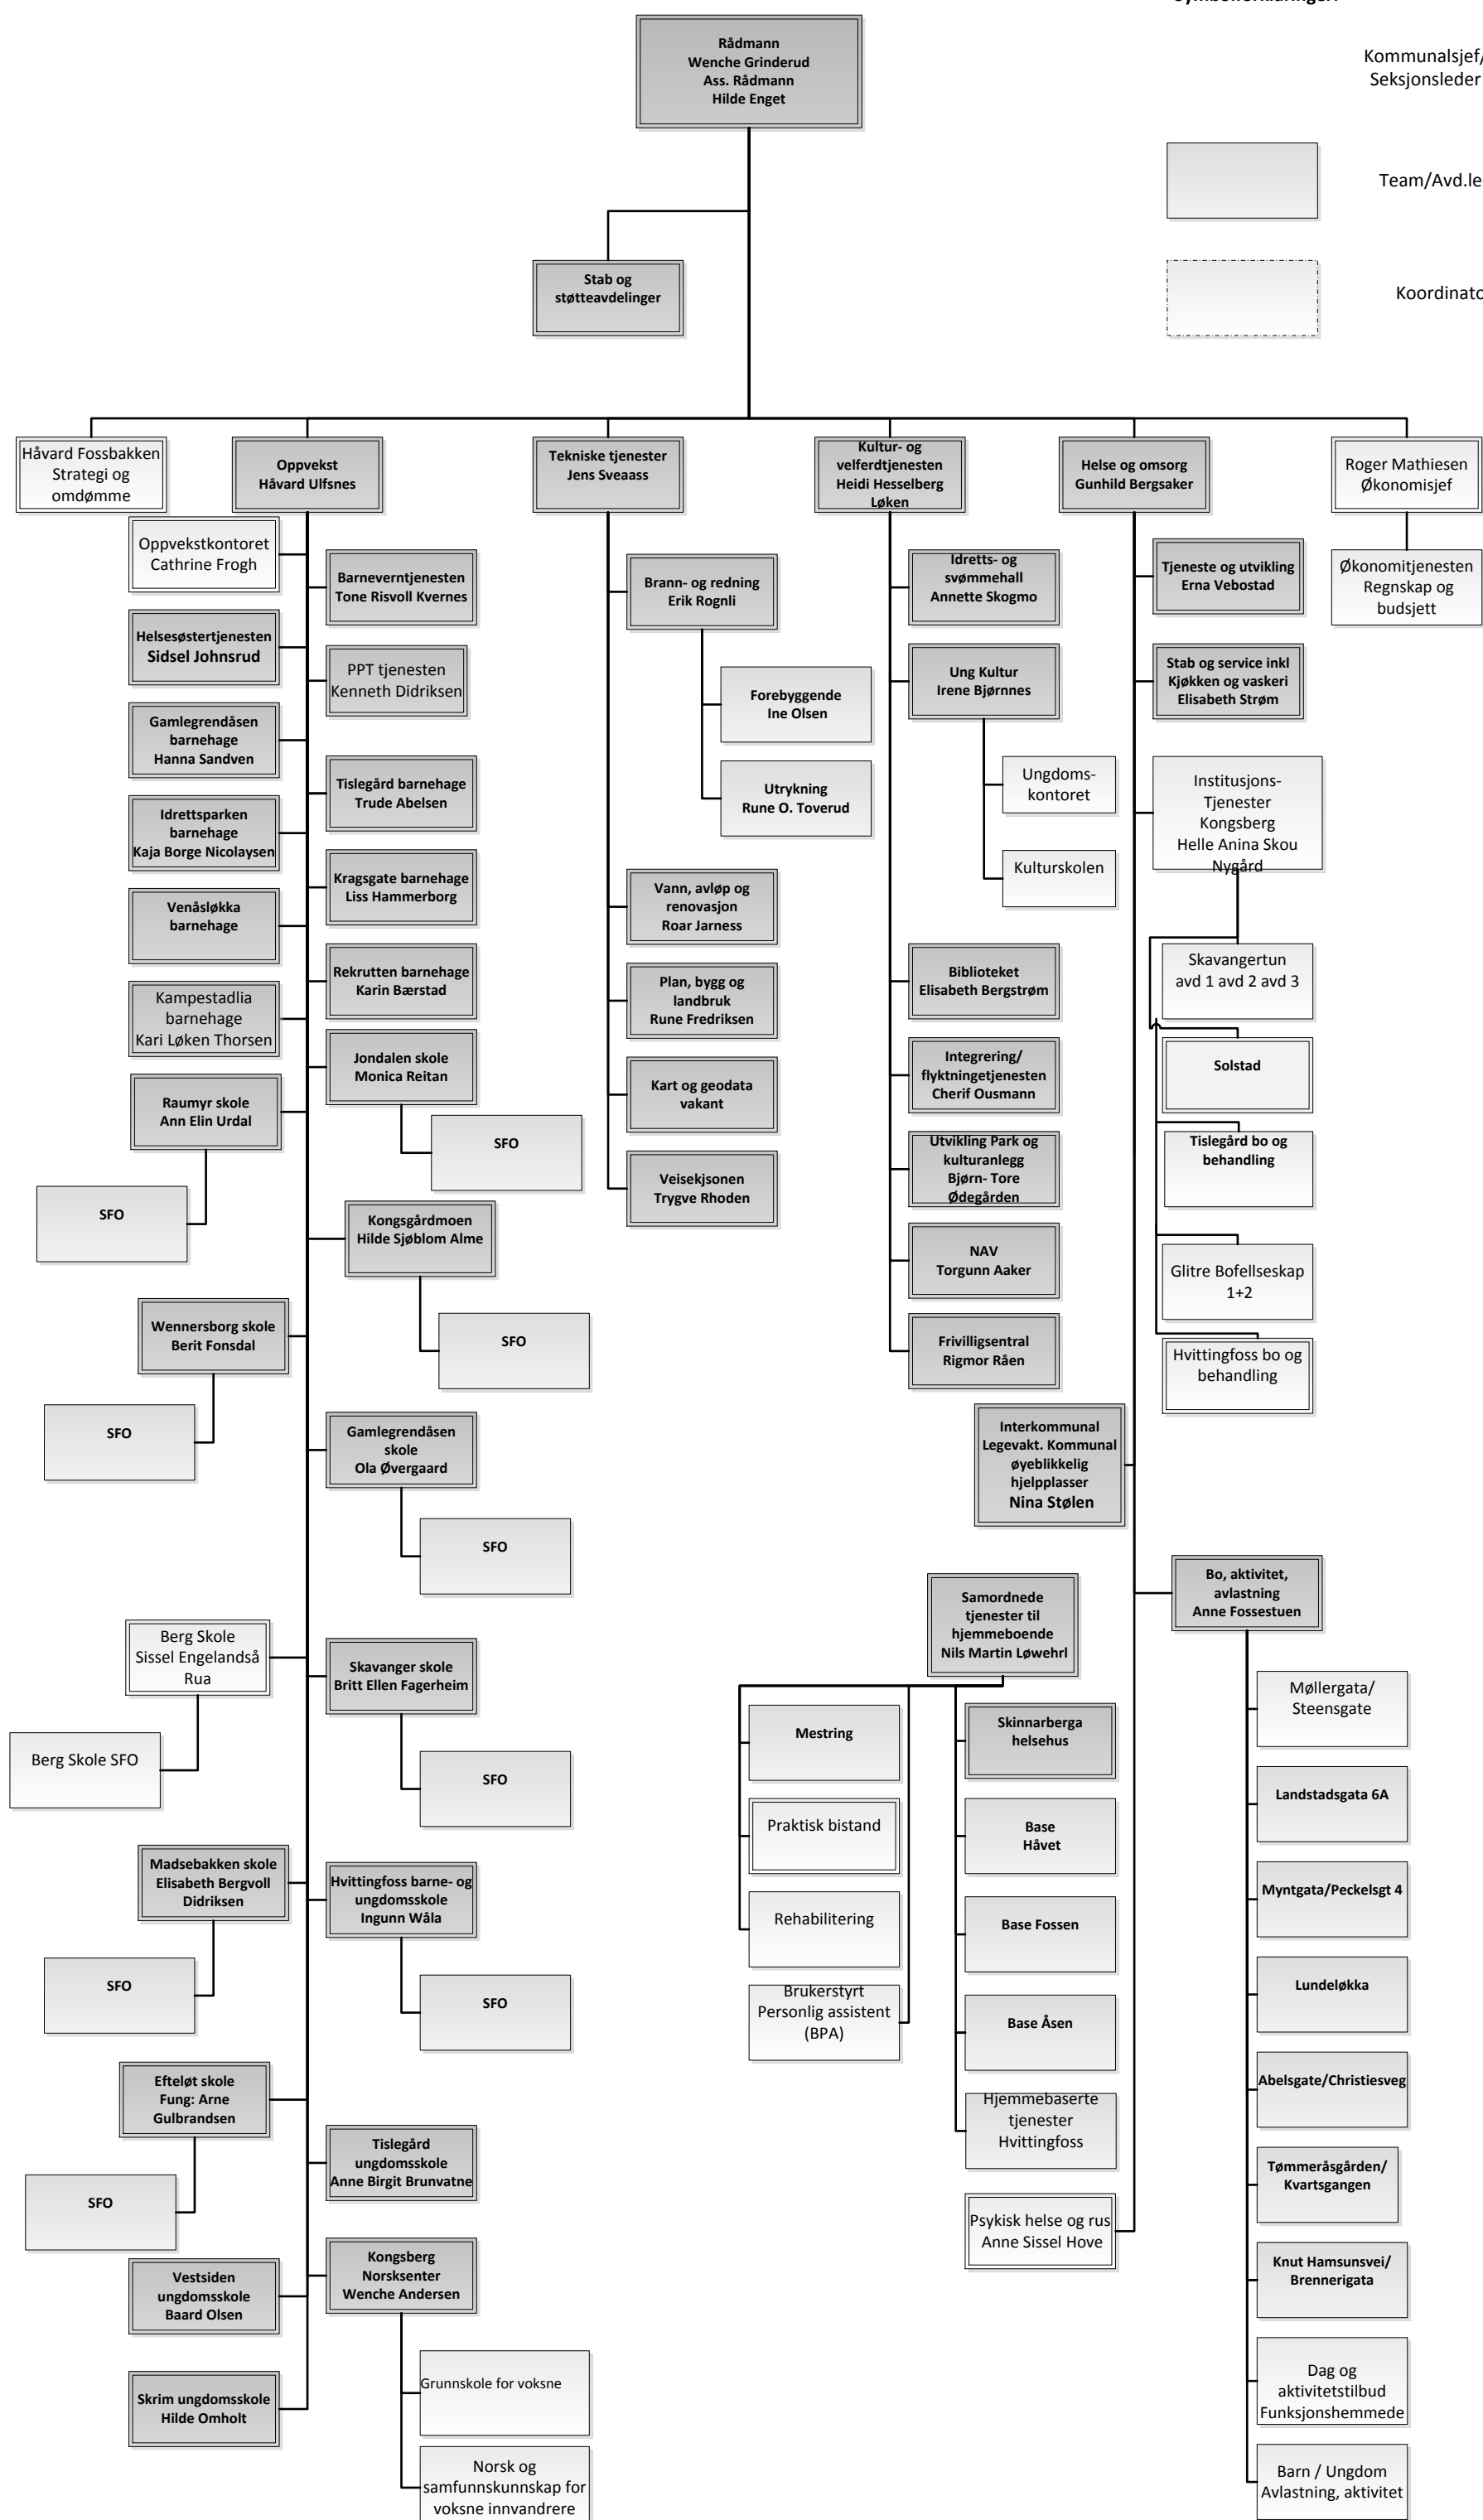 Rådmann
Wenche Grinderud
Ass. Rådmann
Hilde Enget
Kommunalsjef/
Seksjonsleder
Team/Avd.le
Koordinato
Stab og
støtteavdelinger
Håvard Fossbakken
Strategi og
omdømme
Oppvekst
Håvard Ulfsnes
Tekniske tjenester
Jens Sveaass
Kultur- og
velferdtjenesten
Heidi Hesselberg
Løken
Helse og omsorg
Gunhild Bergsaker
Roger Mathiesen
Økonomisjef
Økonomitjenesten
Regnskap og
budsjett
Oppvekstkontoret
Cathrine Frogh
Barneverntjenesten
Tone Risvoll Kvernes
Helsesøstertjenesten
Sidsel Johnsrud
PPT tjenesten
Kenneth Didriksen
Gamlegrendåsen
barnehage
Hanna Sandven
Tislegård barnehage
Trude Abelsen
Idrettsparken
barnehage
Kaja Borge Nicolaysen
Kragsgate barnehage
Liss Hammerborg
Venåsløkka
barnehage
Rekrutten barnehage
Karin Bærstad
Kampestadlia
barnehage
Kari Løken Thorsen
Jondalen skole
Monica Reitan
SFO
Raumyr skole
Ann Elin Urdal
SFO
Kongsgårdmoen
Hilde Sjøblom Alme
SFO
Wennersborg skole
Berit Fonsdal
SFO
Gamlegrendåsen
skole
Ola Øvergaard
SFO
Berg Skole
Sissel Engelandså
Rua
Berg Skole SFO
Skavanger skole
Britt Ellen Fagerheim
SFO
Madsebakken skole
Elisabeth Bergvoll
Didriksen
SFO
Hvittingfoss barne- og
ungdomsskole
Ingunn Wåla
SFO
Efteløt skole
Fung: Arne
Gulbrandsen
SFO
Tislegård
ungdomsskole
Anne Birgit Brunvatne
Vestsiden
ungdomsskole
Baard Olsen
Kongsberg
Norsksenter
Wenche Andersen
Grunnskole for voksne
Norsk og
samfunnskunnskap for
voksne innvandrere
Skrim ungdomsskole
Hilde Omholt
Brann- og redning
Erik Rognli
Forebyggende
Ine Olsen
Utrykning
Rune O. Toverud
Vann, avløp og
renovasjon
Roar Jarness
Plan, bygg og
landbruk
Rune Fredriksen
Kart og geodata
vakant
Veisekjsonen
Trygve Rhoden
Idretts- og
svømmehall
Annette Skogmo
Ung Kultur
Irene Bjørnnes
Ungdoms-
kontoret
Kulturskolen
Biblioteket
Elisabeth Bergstrøm
Integrering/
flyktningetjenesten
Cherif Ousmann
Utvikling Park og
kulturanlegg
Bjørn- Tore
Ødegården
NAV
Torgunn Aaker
Frivilligsentral
Rigmor Råen
Tjeneste og utvikling
Erna Vebostad
Stab og service inkl
Kjøkken og vaskeri
Elisabeth Strøm
Institusjons-
Tjenester
Kongsberg
Helle Anina Skou
Nygård
Skavangertun
avd 1 avd 2 avd 3
Solstad
Tislegård bo og
behandling
Glitre Bofellseskap
1+2
Hvittingfoss bo og
behandling
Interkommunal
Legevakt. Kommunal
øyeblikkelig
hjelpplasser
Nina Stølen
Samordnede
tjenester til
hjemmeboende
Nils Martin Løwehrl
Mestring
Praktisk bistand
Rehabilitering
Brukerstyrt
Personlig assistent
(BPA)
Skinnarberga
helsehus
Base
Håvet
Base Fossen
Base Åsen
Hjemmebaserte
tjenester
Hvittingfoss
Psykisk helse og rus
Anne Sissel Hove
Bo, aktivitet,
avlastning
Anne Fossestuen
Møllergata/
Steensgate
Landstadsgata 6A
Myntgata/Peckelsgt 4
Lundeløkka
Abelsgate/Christiesveg
Tømmeråsgården/
Kvartsgangen
Knut Hamsunsvei/
Brennerigata
Dag og
aktivitetstilbud
Funksjonshemmede
Barn / Ungdom
Avlastning, aktivitet